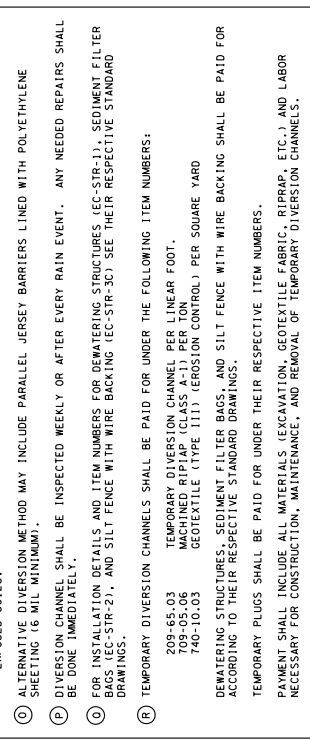 Ⓞ ALTERNATIVE DIVERSION METHOD MAY INCLUDE PARALLEL JERSEY BARRIERS LINED WITH POLYETHYLENE
SHEETING (6 MIL MINIMUM).
Ⓟ DIVERSION CHANNEL SHALL BE INSPECTED WEEKLY OR AFTER EVERY RAIN EVENT. ANY NEEDED REPAIRS SHALL
BE DONE IMMEDIATELY.
Ⓠ FOR INSTALLATION DETAILS AND ITEM NUMBERS FOR DEWATERING STRUCTURES (EC-STR-1), SEDIMENT FILTER
BAGS (EC-STR-2), AND SILT FENCE WITH WIRE BACKING (EC-STR-3C) SEE THEIR RESPECTIVE STANDARD
DRAWINGS.
Ⓡ TEMPORARY DIVERSION CHANNELS SHALL BE PAID FOR UNDER THE FOLLOWING ITEM NUMBERS:
209-65.03 TEMPORARY DIVERSION CHANNEL PER LINEAR FOOT.
709-05.06 MACHINED RIPIAP (CLASS A-1) PER TON
740-10.03 GEOTEXTILE (TYPE III) (EROSION CONTROL) PER SQUARE YARD
DEWATERING STRUCTURES, SEDIMENT FILTER BAGS, AND SILT FENCE WITH WIRE BACKING SHALL BE PAID FOR
ACCORDING TO THEIR RESPECTIVE STANDARD DRAWINGS.
TEMPORARY PLUGS SHALL BE PAID FOR UNDER THEIR RESPECTIVE ITEM NUMBERS.
PAYMENT SHALL INCLUDE ALL MATERIALS (EXCAVATION, GEOTEXTILE FABRIC, RIPRAP, ETC.) AND LABOR
NECESSARY FOR CONSTRUCTION, MAINTENANCE, AND REMOVAL OF TEMPORARY DIVERSION CHANNELS.